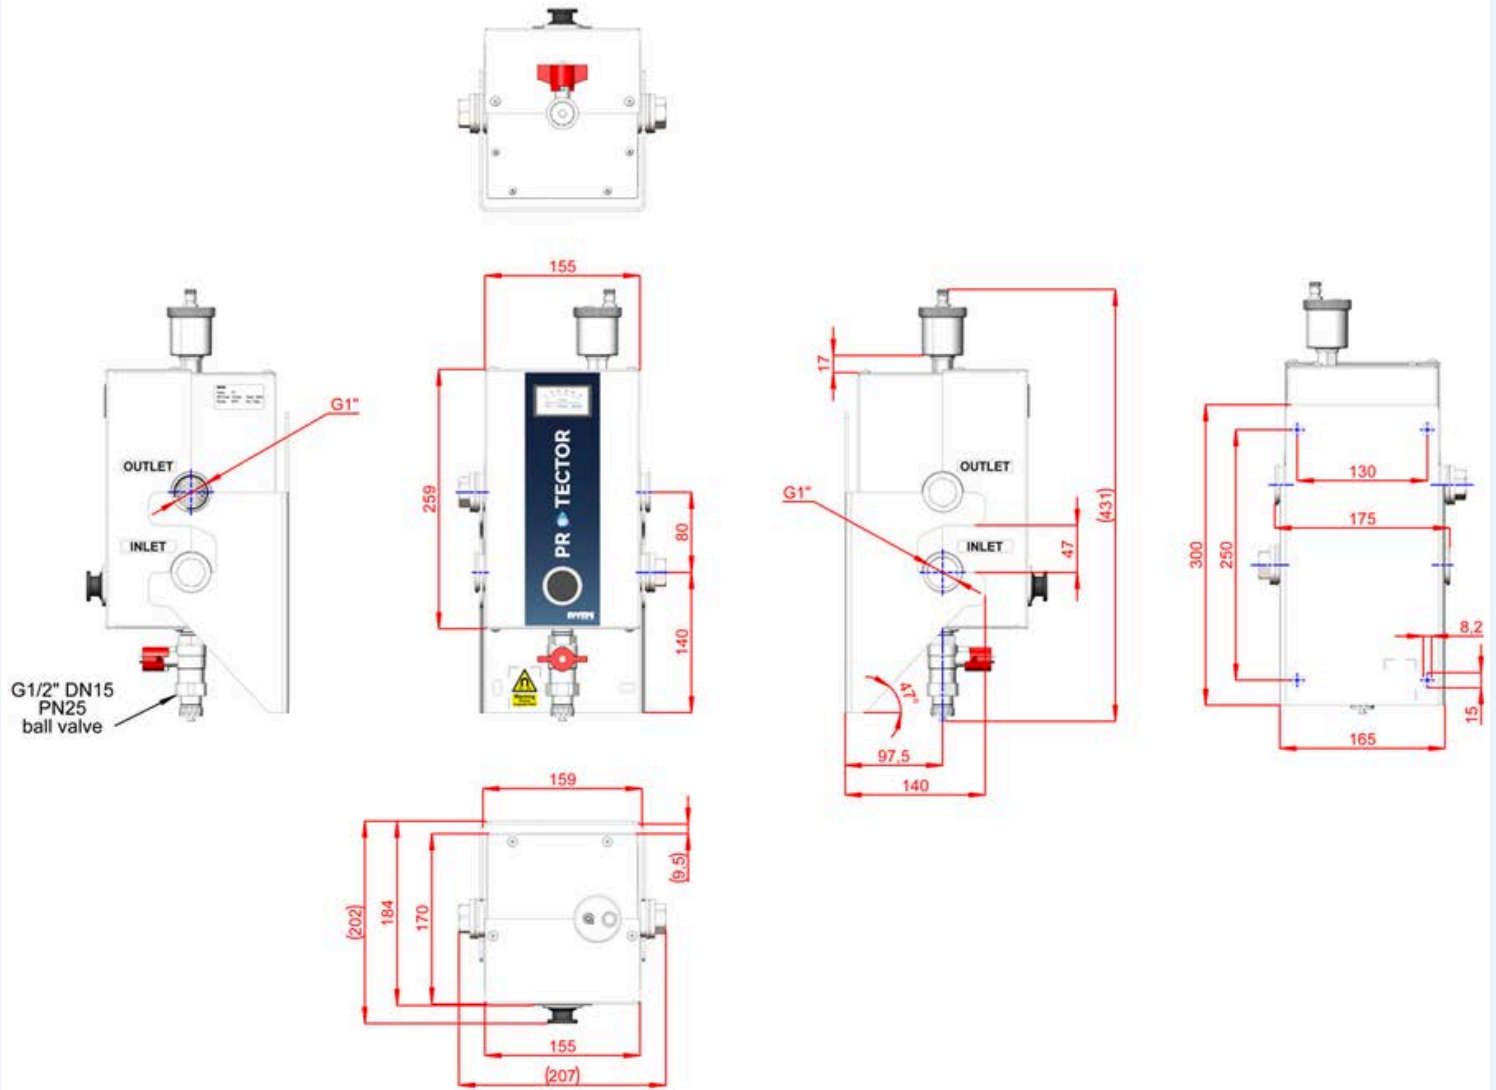 155
17
G1"
OUTLET
INLET
G1/2" DN15
PN25
ball valve
259
PR TECTOR
80
140
Warning
G1"
OUTLET
INLET
47
(431)
47°
97,5
140
130
175
300
250
8,2
15
165
159
(9,5)
(202)
184
170
155
(207)